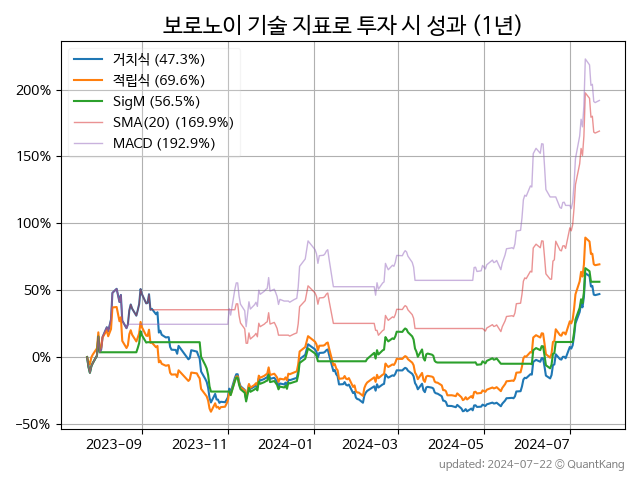 보로노이 기술 지표로 투자 시 성과 (1년)
거치식 (47.3%)
적립식 (69.6%)
SigM (56.5%)
SMA(20) (169.9%)
MACD (192.9%)
200%
150%
100%
50%
0%
−50%
2023-09 2023-11 2024-01 2024-03 2024-05 2024-07
updated: 2024-07-22 © QuantKang